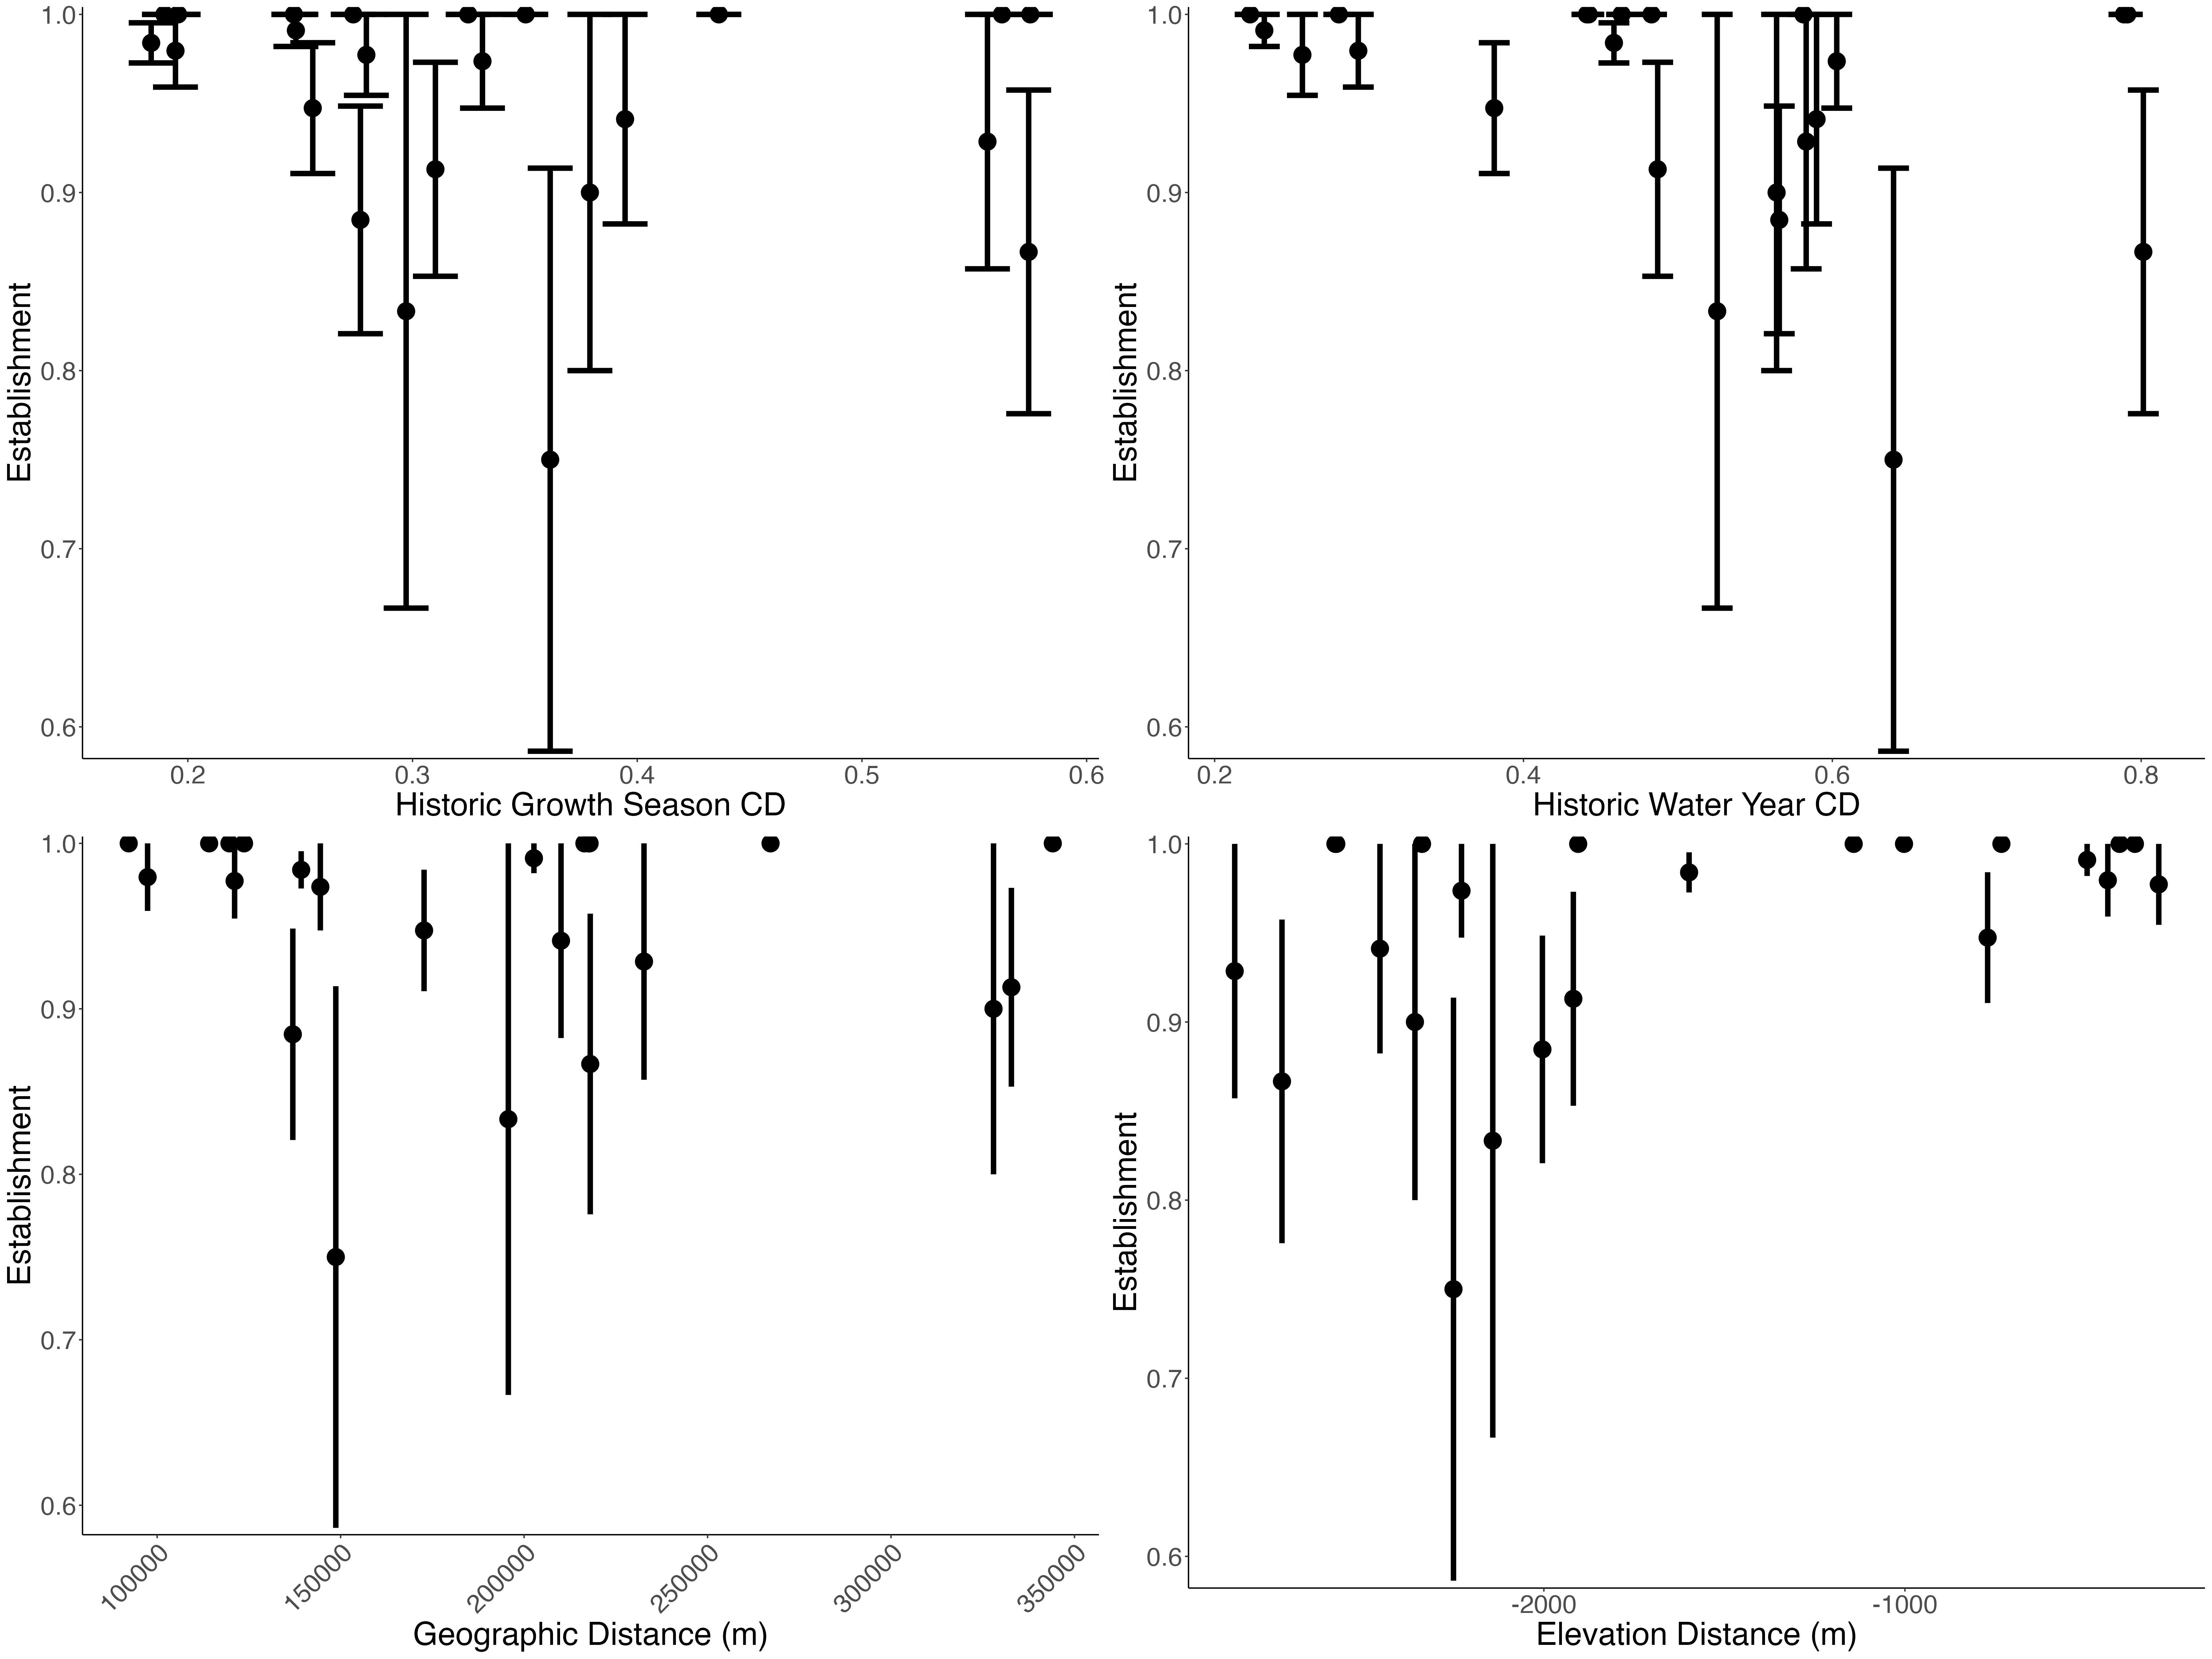 1.0
0.9
0.8
0.7
0.6
Establishment
0.2 0.3 0.4 0.5 0.6
Historic Growth Season CD
1.0
0.9
0.8
0.7
0.6
Establishment
0.2 0.4 0.6 0.8
Historic Water Year CD
1.0
0.9
0.8
0.7
0.6
Establishment
100000 150000 200000 250000 300000 350000
Geographic Distance (m)
1.0
0.9
0.8
0.7
0.6
Establishment
-2000 -1000
Elevation Distance (m)